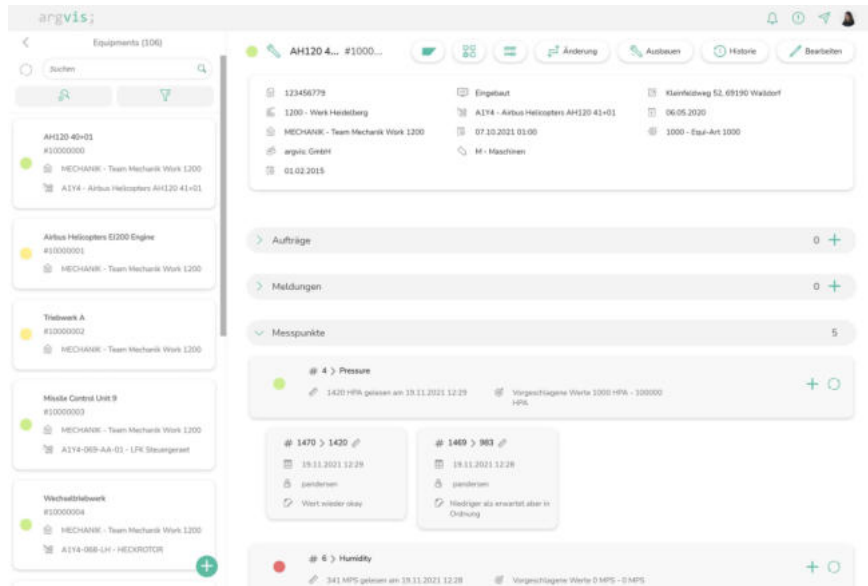 argvis;
Equipments (106)
Suchen
AH120 40+01
#10000000
MECHANIK - Team Mechanik Work 1200
A1Y4 - Airbus Helicopters AH120 41+01
Airbus Helicopters EJ200 Engine
#10000001
MECHANIK - Team Mechanik Work 1200
Triebwerk A
#10000002
MECHANIK - Team Mechanik Work 1200
Missile Control Unit 9
#10000003
MECHANIK - Team Mechanik Work 1200
A1Y4-069-AA-01 - LFK Steuergeraet
Wechseltriebwerk
#10000004
MECHANIK - Team Mechanik Work 1200
A1Y4-068-LH - HECKROTOR
AH120 4... #1000...
Änderung
Ausbauen
Historie
Bearbeiten
123456779
1200 - Werk Heidelberg
MECHANIK - Team Mechanik Work 1200
argvis; GmbH
01.02.2015
Eingebaut
A1Y4 - Airbus Helicopters AH120 41+01
07.10.2021 01:00
M - Maschinen
Kleinfeldweg 52, 69190 Walldorf
06.05.2020
1000 - Equi-Art 1000
Aufträge 0
Meldungen 0
Messpunkte 5
# 4 > Pressure
1420 HPA gelesen am 19.11.2021 12:29
Vorgeschlagene Werte 1000 HPA - 100000
HPA
# 1470 > 1420
19.11.2021 12:29
pandersen
Wert wieder okay
# 1469 > 983
19.11.2021 12:28
pandersen
Niedriger als erwartet aber in
Ordnung
# 6 > Humidity
341 MPS gelesen am 19.11.2021 12:28
Vorgeschlagene Werte 0 MPS - 0 MPS